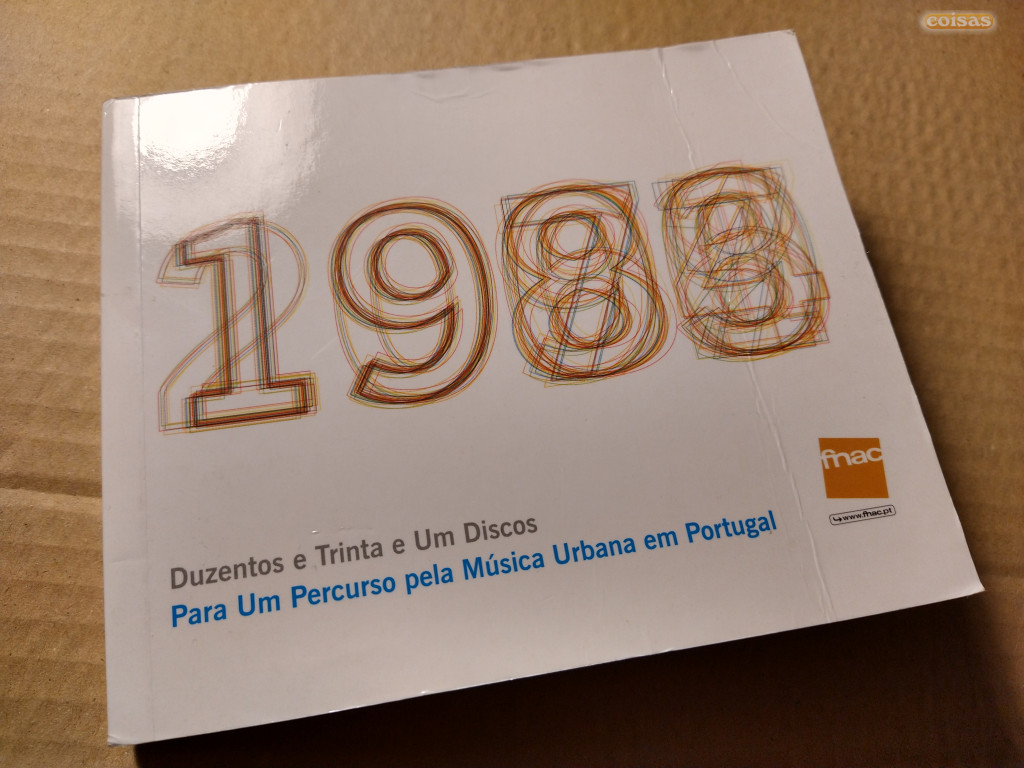 coisas
Duzentos e Trinta e Um Discos
Para Um Percurso pela Música Urbana em Portugal
fnac
www.fnac.pt